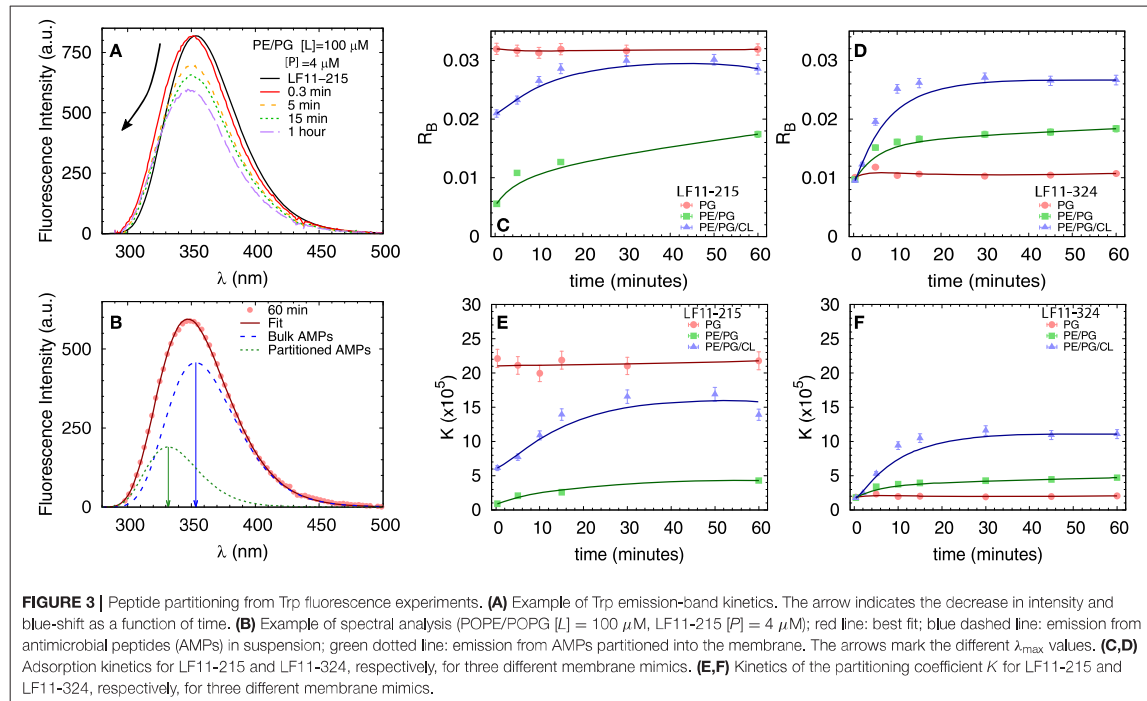 A
PE/PG [L]=100 μM
[P]=4 μM
LF11-215
0.3 min
5 min
15 min
1 hour
Fluorescence Intensity (a.u.)
750
500
250
0
300 350 400 450 500
λ (nm)
B
60 min
Fit
Bulk AMPs
Partitioned AMPs
Fluorescence Intensity (a.u.)
500
250
0
300 350 400 450 500
λ (nm)
C
LF11-215
PG
PE/PG
PE/PG/CL
R_B
0.03
0.02
0.01
0
0 10 20 30 40 50 60
time (minutes)
D
LF11-324
PG
PE/PG
PE/PG/CL
R_B
0.03
0.02
0.01
0
0 10 20 30 40 50 60
time (minutes)
E
LF11-215
PG
PE/PG
PE/PG/CL
K (x10^5)
30
25
20
15
10
5
0
0 10 20 30 40 50 60
time (minutes)
F
LF11-324
PG
PE/PG
PE/PG/CL
K (x10^5)
30
25
20
15
10
5
0
0 10 20 30 40 50 60
time (minutes)
FIGURE 3 | Peptide partitioning from Trp fluorescence experiments. (A) Example of Trp emission-band kinetics. The arrow indicates the decrease in intensity and
blue-shift as a function of time. (B) Example of spectral analysis (POPE/POPG [L] = 100 μM, LF11-215 [P] = 4 μM); red line: best fit; blue dashed line: emission from
antimicrobial peptides (AMPs) in suspension; green dotted line: emission from AMPs partitioned into the membrane. The arrows mark the different λmax values. (C,D)
Adsorption kinetics for LF11-215 and LF11-324, respectively, for three different membrane mimics. (E,F) Kinetics of the partitioning coefficient K for LF11-215 and
LF11-324, respectively, for three different membrane mimics.